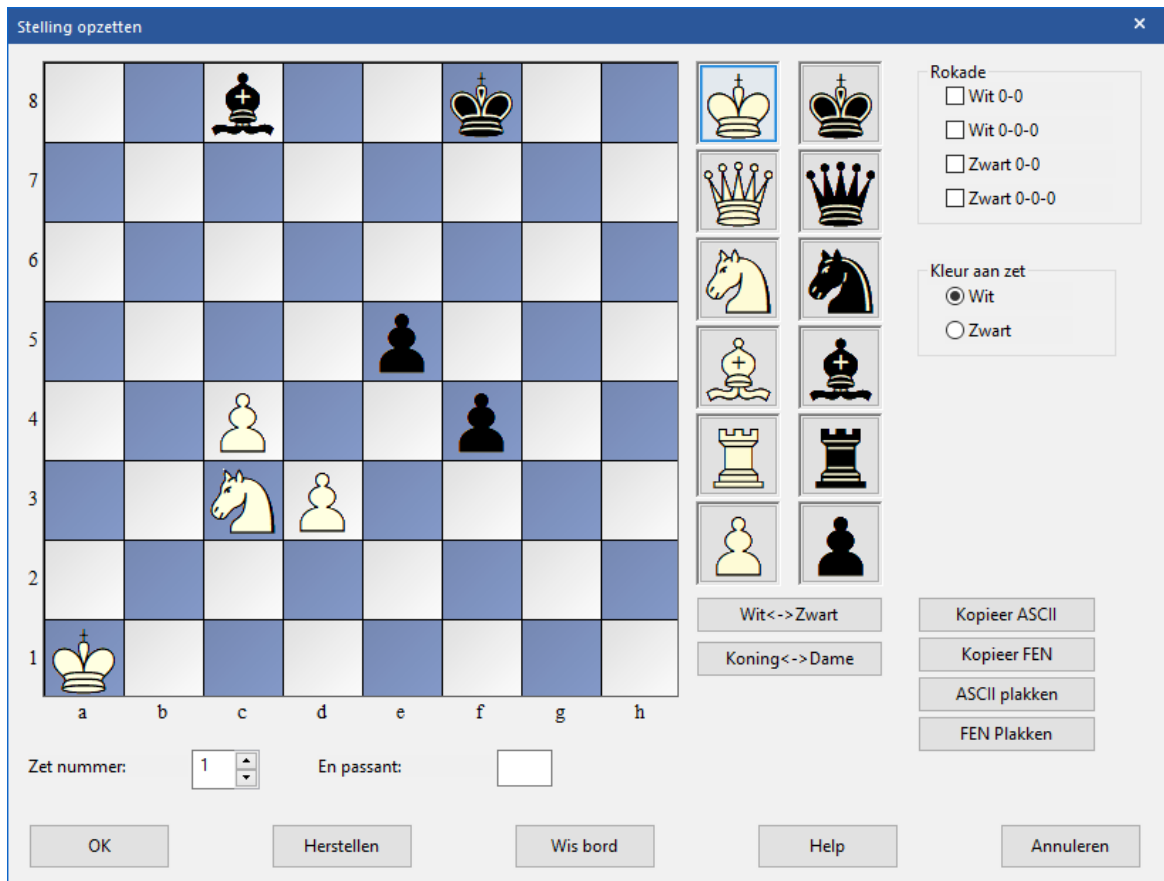 Stelling opzetten
×
8
7
6
5
4
3
2
1
a b c d e f g h
Rokade
Wit 0-0
Wit 0-0-0
Zwart 0-0
Zwart 0-0-0
Kleur aan zet
Wit
Zwart
Wit<->Zwart
Koning<->Dame
Kopieer ASCII
Kopieer FEN
ASCII plakken
FEN Plakken
Zet nummer: 1 En passant:
OK Herstellen Wis bord Help Annuleren